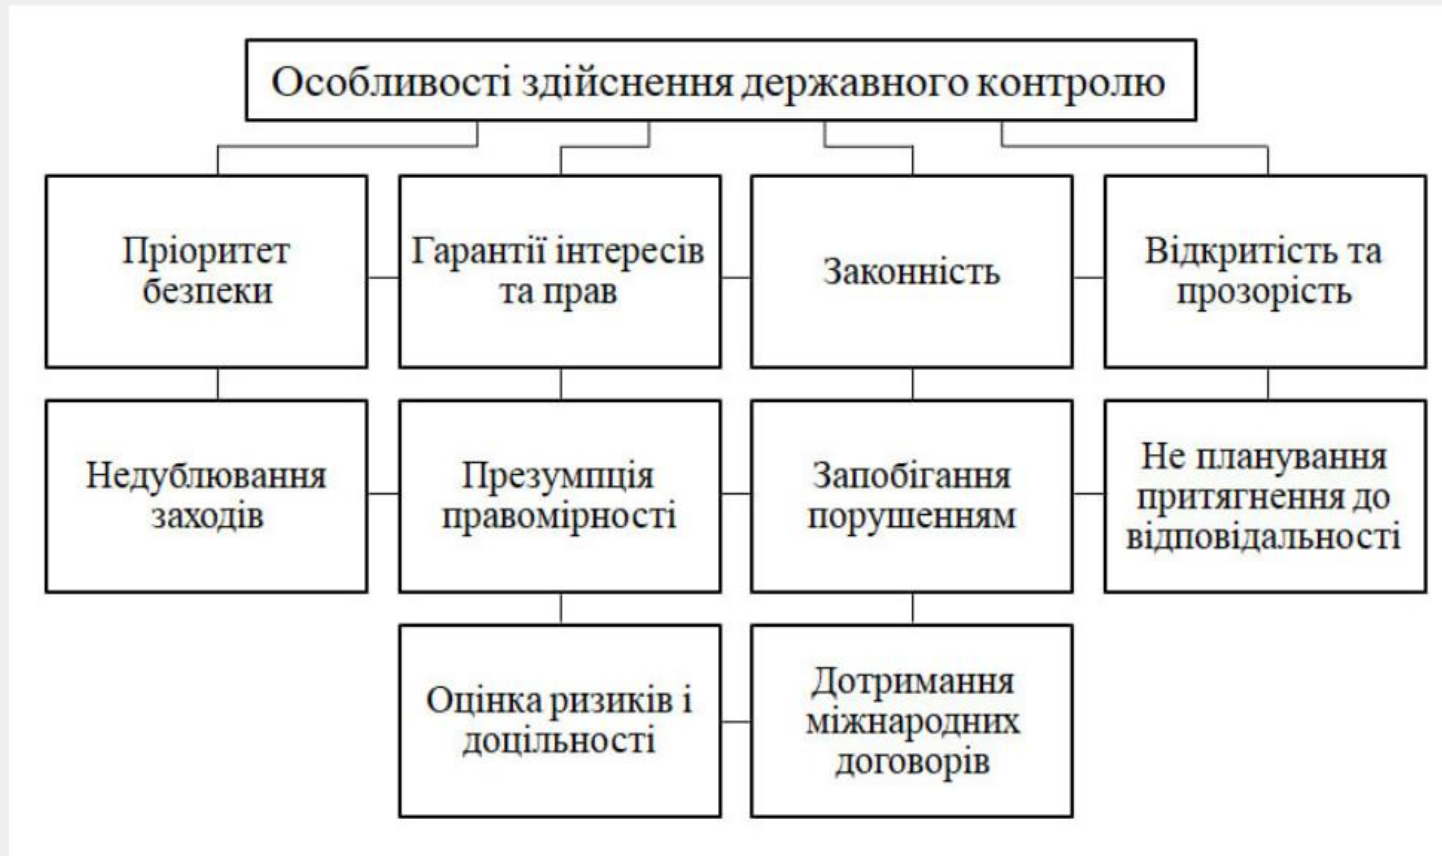 Особливості здійснення державного контролю
Пріоритет
безпеки
Гарантії інтересів
та прав
Законність
Відкритість та
прозорість
Недублювання
заходів
Презумпція
правомірності
Запобігання
порушенням
Не планування
притягнення до
відповідальності
Оцінка ризиків і
доцільності
Дотримання
міжнародних
договорів